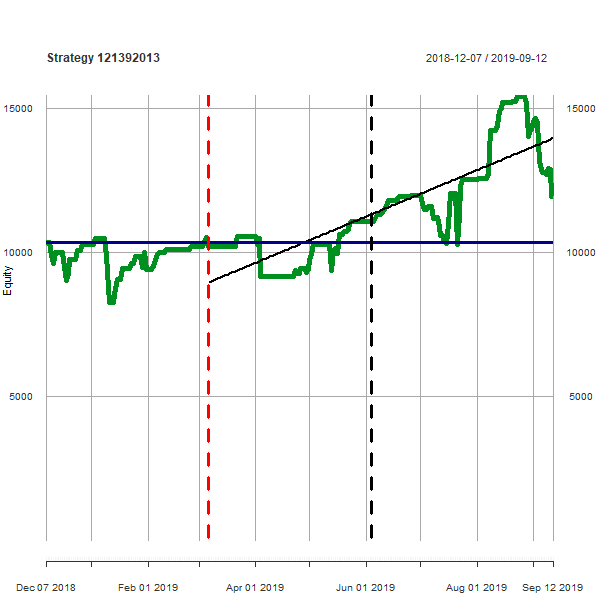 Strategy 121392013
2018-12-07 / 2019-09-12
15000
15000
10000
10000
Equity
5000
5000
Dec 07 2018
Feb 01 2019
Apr 01 2019
Jun 01 2019
Aug 01 2019
Sep 12 2019